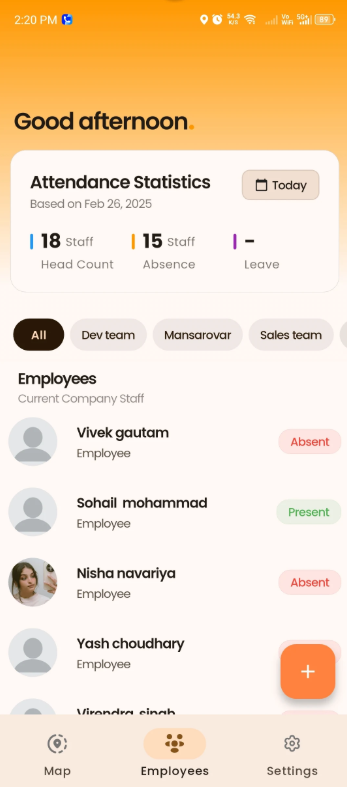 2:20 PM
54.3 K/S Vo WiFi 5G 89
Good afternoon.
Attendance Statistics
Today
Based on Feb 26, 2025
18 Staff 15 Staff -
Head Count Absence Leave
All Dev team Mansarovar Sales team
Employees
Current Company Staff
Vivek gautam
Employee
Absent
Sohail mohammad
Employee
Present
Nisha navariya
Employee
Absent
Yash choudhary
Employee
+
Virendra singh
Map Employees Settings